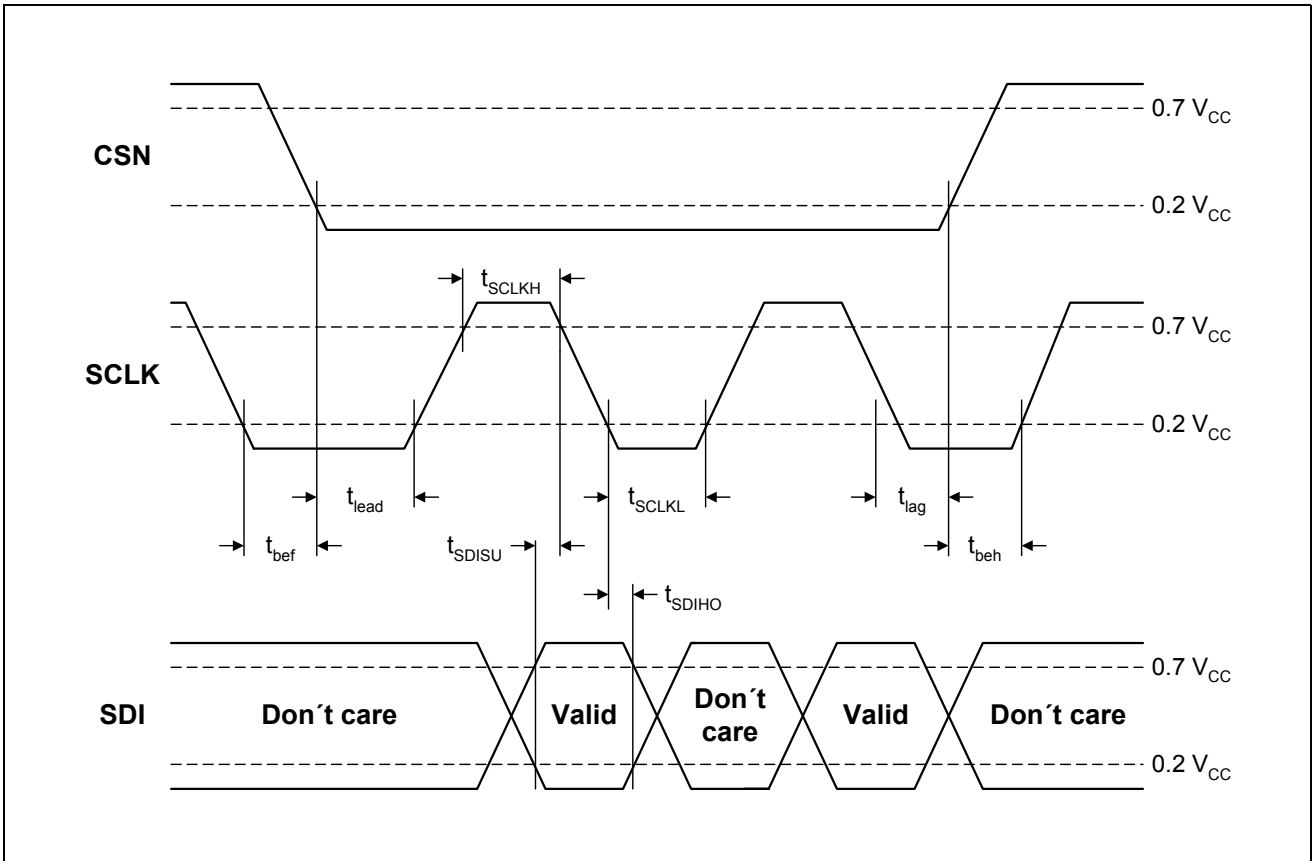 0.7 V_CC
CSN
0.2 V_CC
t_SCLKH
0.7 V_CC
SCLK
0.2 V_CC
t_lead
t_SCLKL
t_lag
t_bef
t_SDISU
t_beh
t_SDIHO
0.7 V_CC
SDI
Don´t care
Valid
Don´t
care
Valid
Don´t care
0.2 V_CC